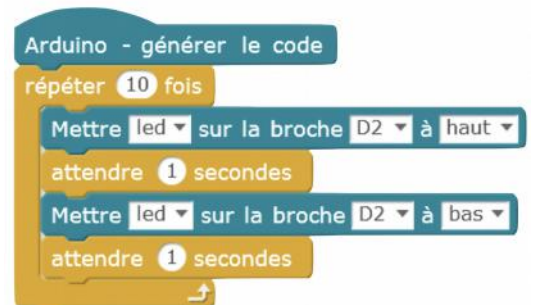 Arduino - générer le code
répéter 10 fois
Mettre led sur la broche D2 à haut
attendre 1 secondes
Mettre led sur la broche D2 à bas
attendre 1 secondes